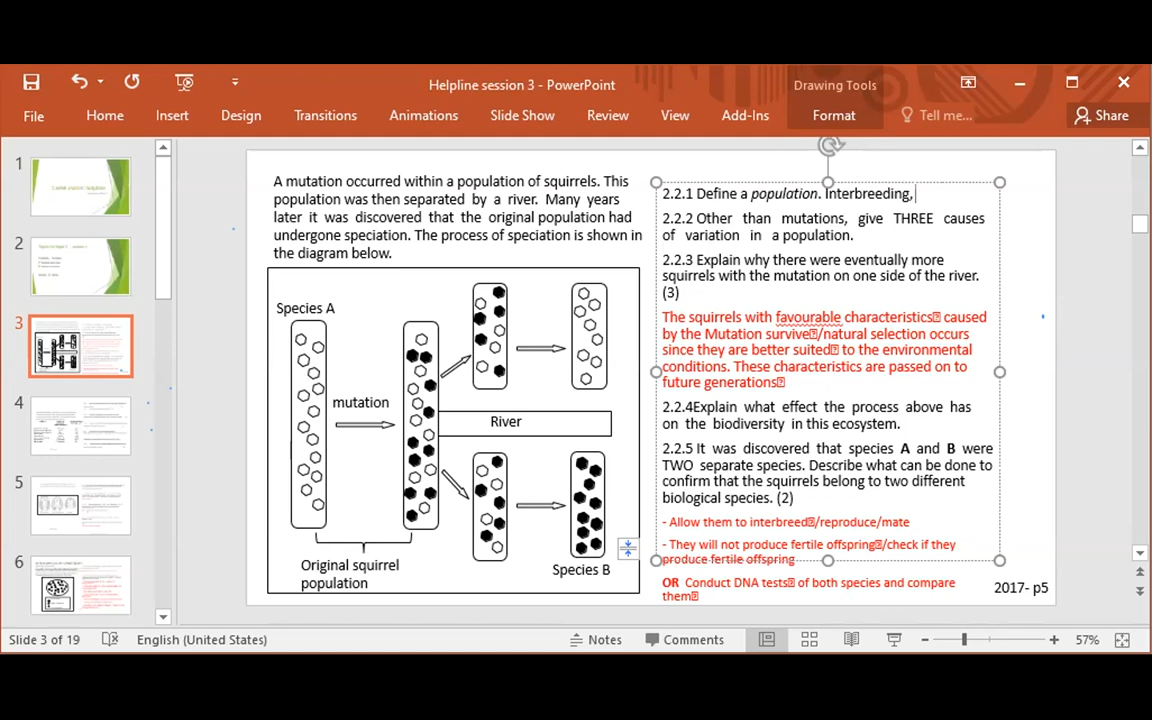 Helpline session 3 - PowerPoint
Drawing Tools
File
Home
Insert
Design
Transitions
Animations
Slide Show
Review
View
Add-Ins
Format
Tell me...
Share
1
2
3
4
5
6
A mutation occurred within a population of squirrels. This
population was then separated by a river. Many years
later it was discovered that the original population had
undergone speciation. The process of speciation is shown in
the diagram below.
Species A
mutation
River
Original squirrel
population
Species B
2.2.1 Define a population. Interbreeding,
2.2.2 Other than mutations, give THREE causes
of variation in a population.
2.2.3 Explain why there were eventually more
squirrels with the mutation on one side of the river.
(3)
The squirrels with favourable characteristics caused
by the Mutation survive/natural selection occurs
since they are better suited to the environmental
conditions. These characteristics are passed on to
future generations
2.2.4Explain what effect the process above has
on the biodiversity in this ecosystem.
2.2.5 It was discovered that species A and B were
TWO separate species. Describe what can be done to
confirm that the squirrels belong to two different
biological species. (2)
- Allow them to interbreed/reproduce/mate
- They will not produce fertile offspring/check if they
produce fertile offspring
OR Conduct DNA tests of both species and compare
them
2017- p5
Slide 3 of 19
English (United States)
Notes
Comments
57%